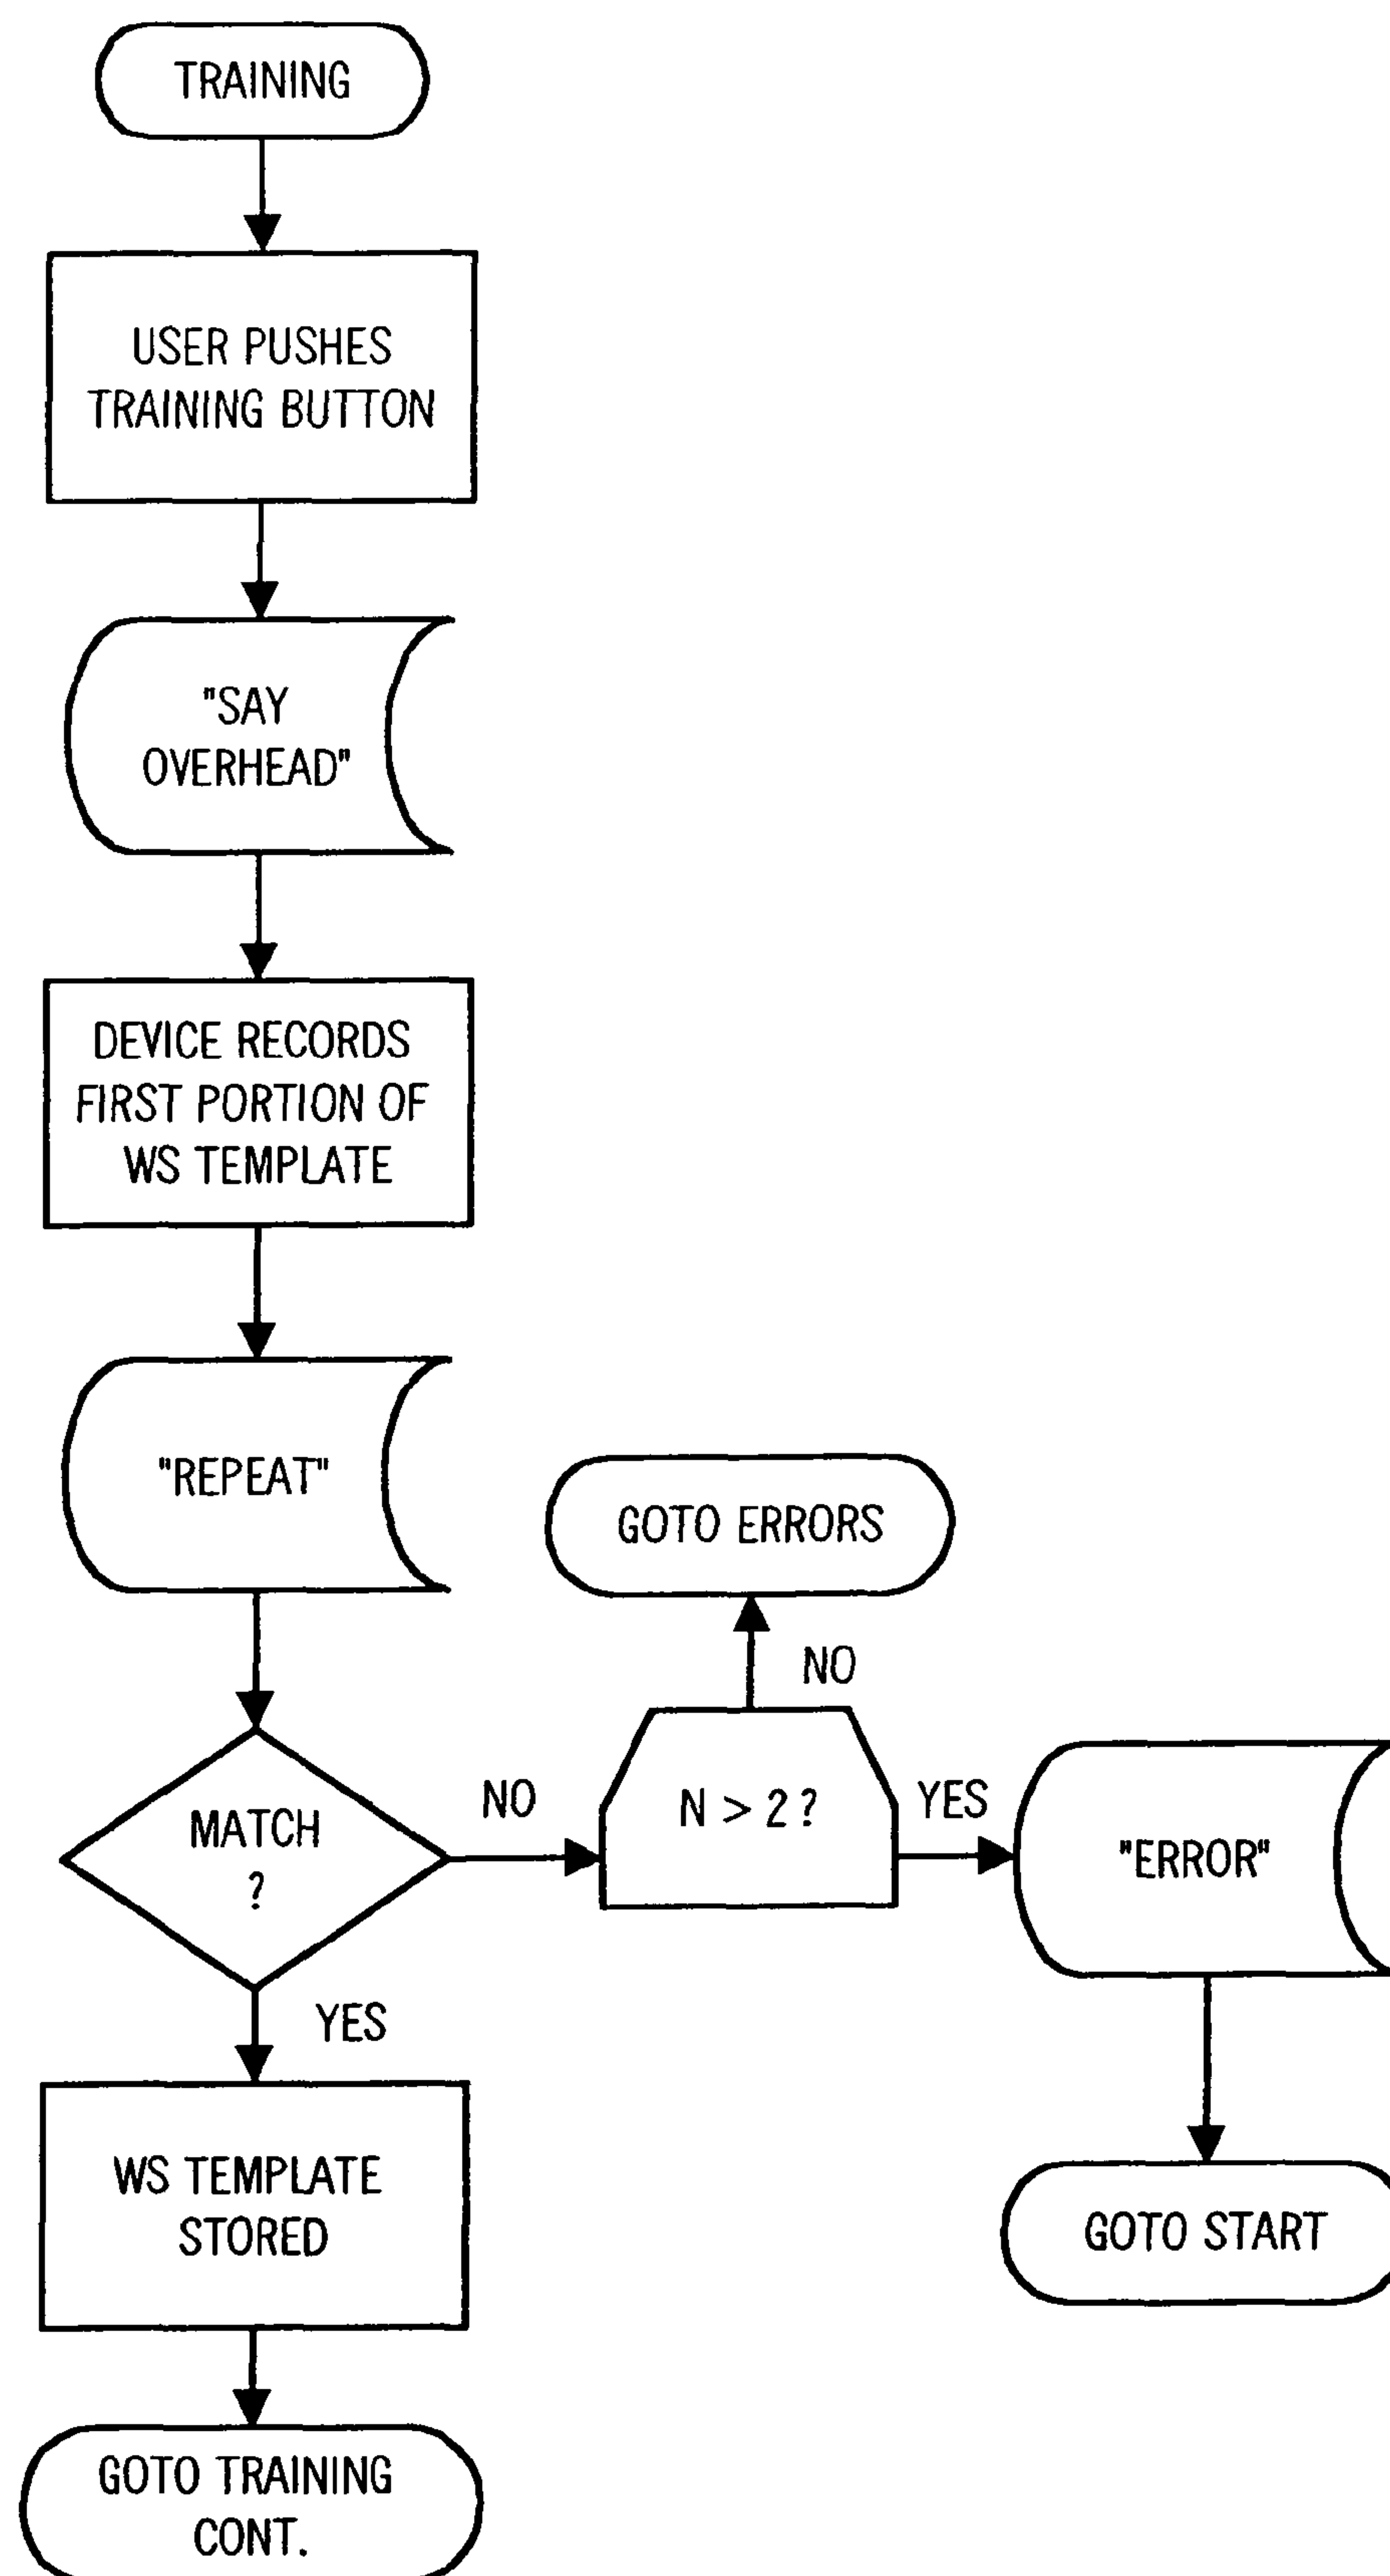 TRAINING
USER PUSHES
TRAINING BUTTON
"SAY
OVERHEAD"
DEVICE RECORDS
FIRST PORTION OF
WS TEMPLATE
"REPEAT"
GOTO ERRORS
NO
MATCH
?
NO
N > 2 ?
YES
"ERROR"
YES
WS TEMPLATE
STORED
GOTO START
GOTO TRAINING
CONT.